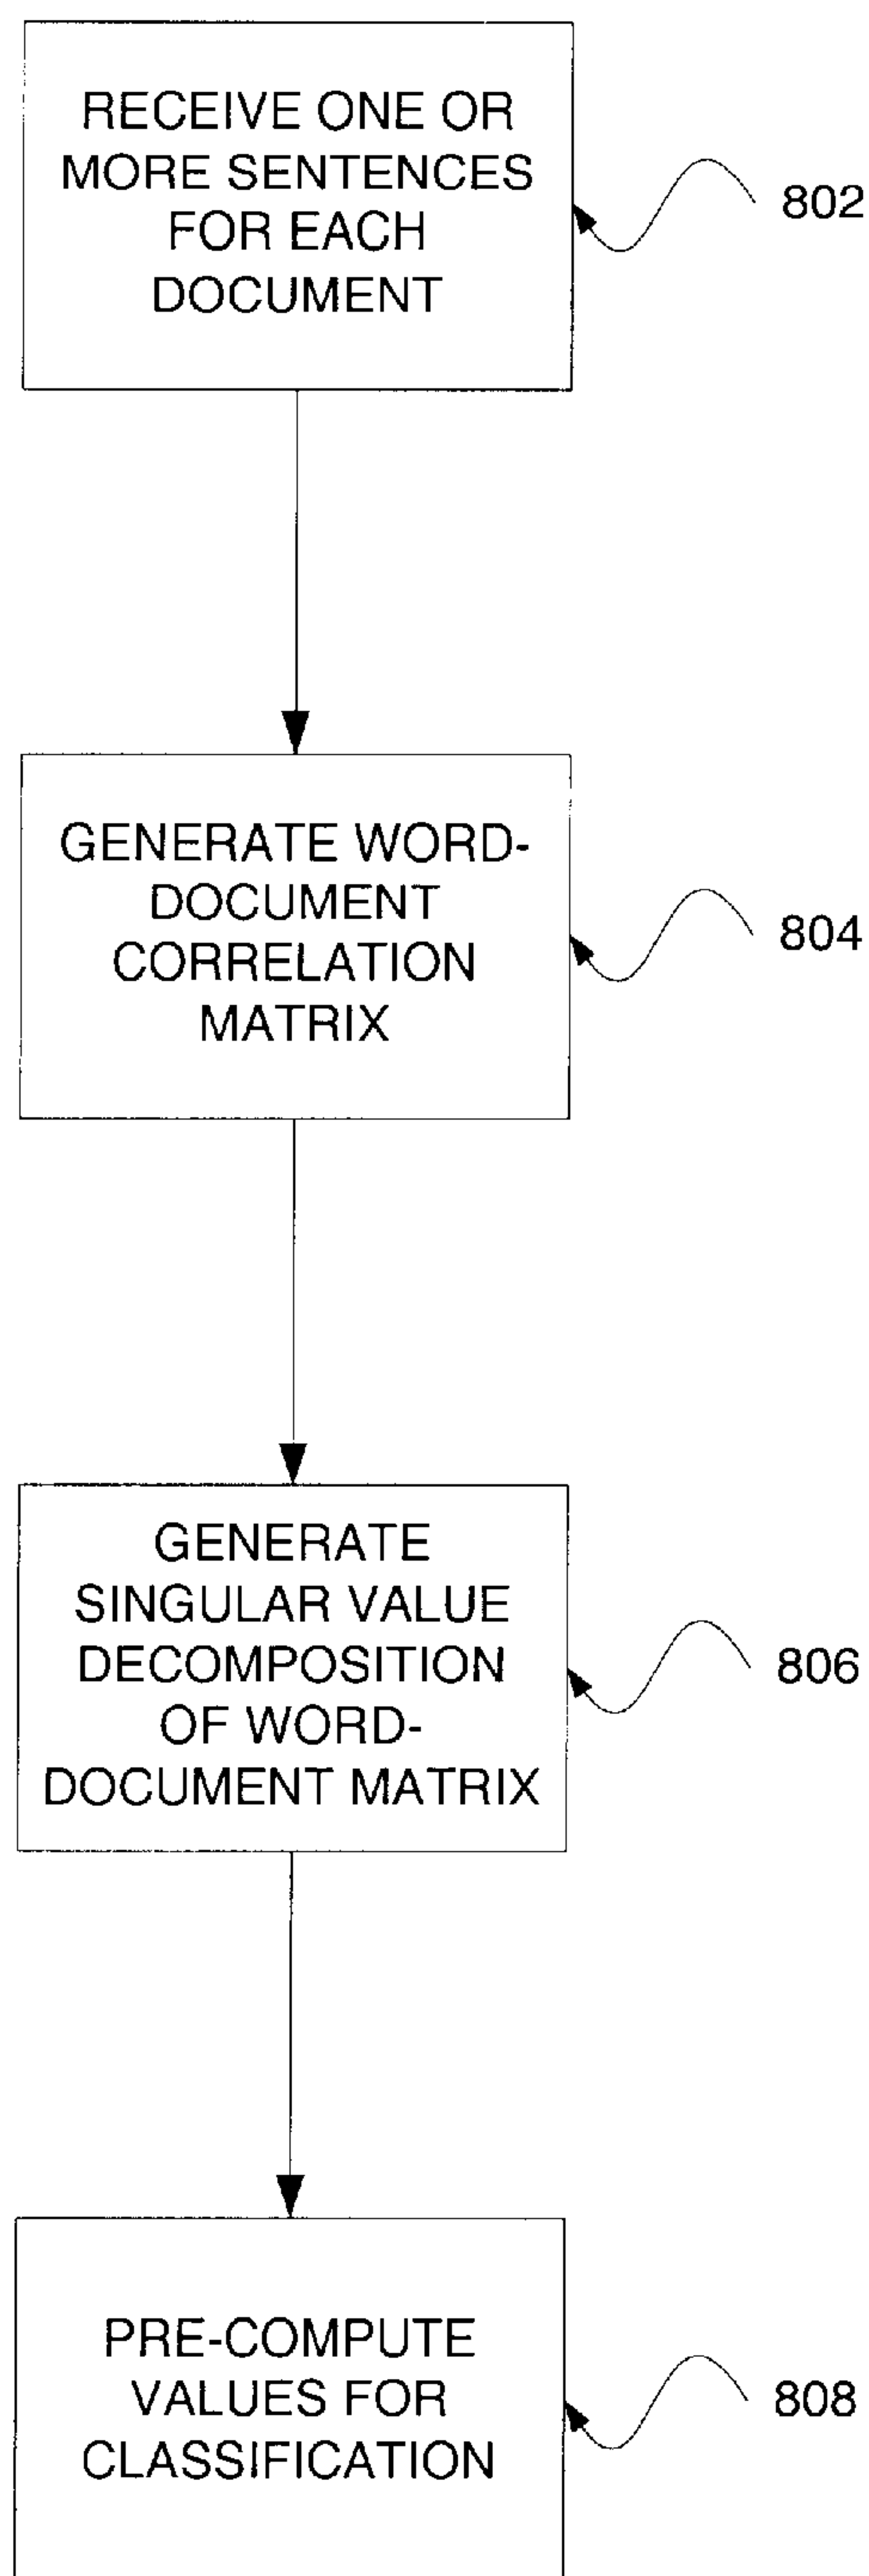 RECEIVE ONE OR
MORE SENTENCES
FOR EACH
DOCUMENT
802
GENERATE WORD-
DOCUMENT
CORRELATION
MATRIX
804
GENERATE
SINGULAR VALUE
DECOMPOSITION
OF WORD-
DOCUMENT MATRIX
806
PRE-COMPUTE
VALUES FOR
CLASSIFICATION
808